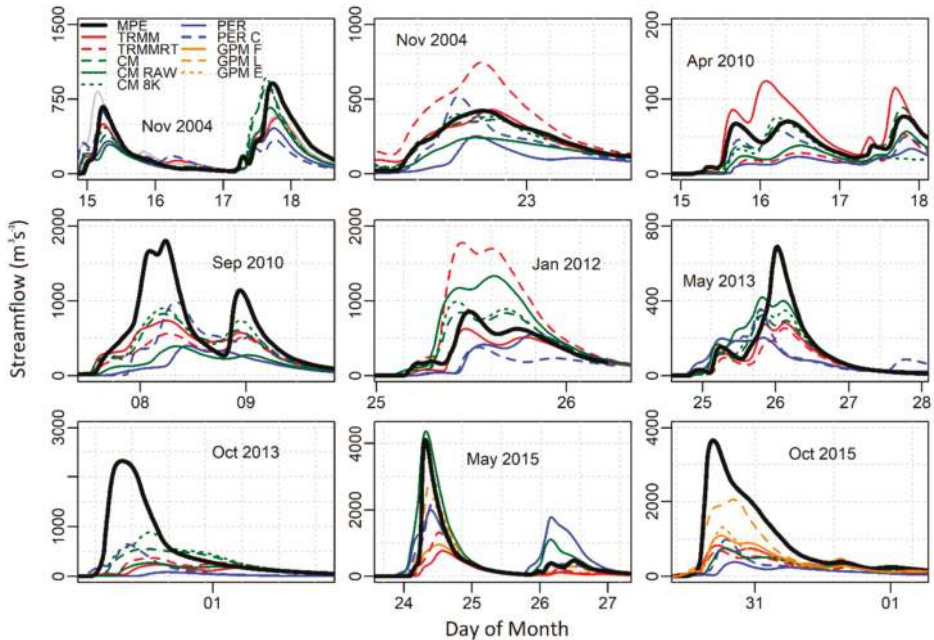 Streamflow (m³s⁻¹)
1500
750
0
MPE
TRMM
TRMMRT
CM
CM RAW
CM 8K
PER
PER C
GPM F
GPM L
GPM E
Nov 2004
15 16 17 18
500
0
Nov 2004
23
200
100
0
Apr 2010
15 16 17 18
2000
1000
0
Sep 2010
08 09
2000
1000
0
Jan 2012
25 26
800
400
0
May 2013
25 26 27 28
0
Oct 2013
01
4000
2000
0
May 2015
24 25 26 27
4000
2000
0
Oct 2015
31 01
Day of Month